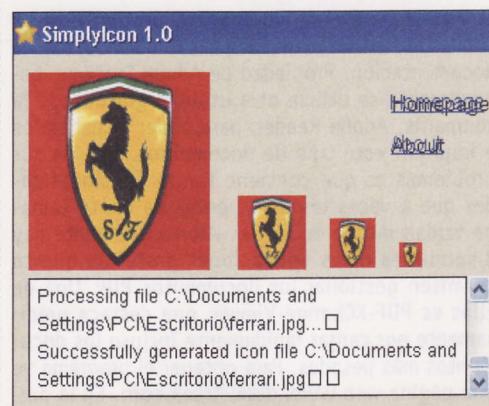 SimplyIcon 1.0
Homepage
About
S F
Processing file C:\Documents and
Settings\PCI\Escritorio\ferrari.jpg...□
Successfully generated icon file C:\Documents and
Settings\PCI\Escritorio\ferrari.jpg□□